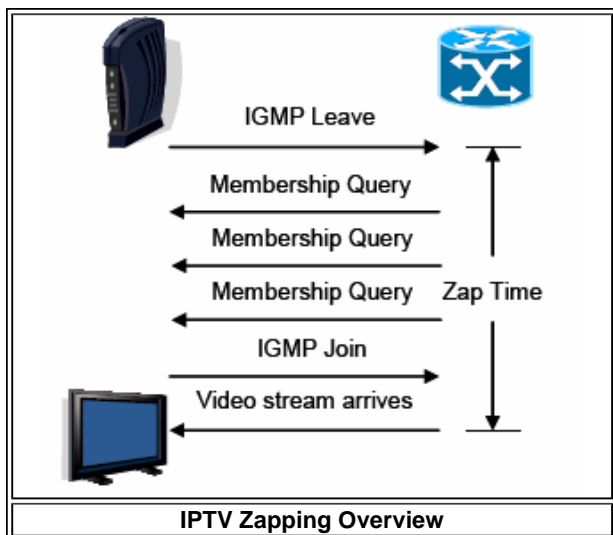 IGMP Leave
Membership Query
Membership Query
Membership Query
Zap Time
IGMP Join
Video stream arrives
IPTV Zapping Overview